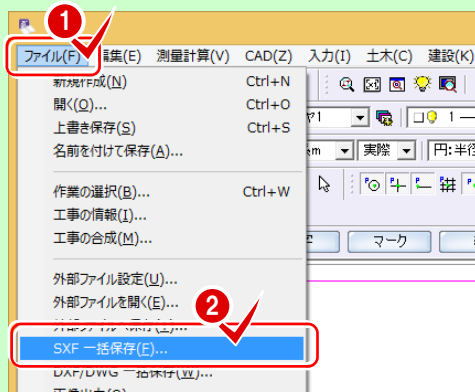 1
ファイル(F) 編集(E) 測量計算(V) CAD(Z) 入力(I) 土木(C) 建設(K)
新規作成(N) Ctrl+N
開く(O)... Ctrl+O
上書き保存(S) Ctrl+S
名前を付けて保存(A)...
作業の選択(B)... Ctrl+W
工事の情報(I)...
工事の合成(M)...
外部ファイル設定(U)...
外部ファイルを開く(E)...
2
SXF 一括保存(F)...
DXF/DWG 一括保存(W)...
1
実際 円:半径
マーク